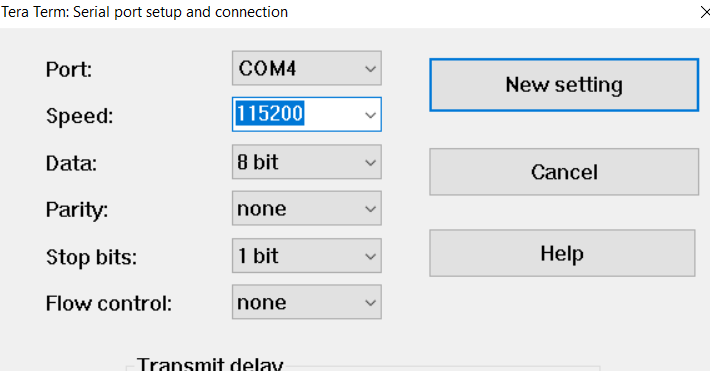 Tera Term: Serial port setup and connection
Port: COM4
New setting
Speed: 115200
Data: 8 bit
Cancel
Parity: none
Stop bits: 1 bit
Help
Flow control: none
Transmit delay